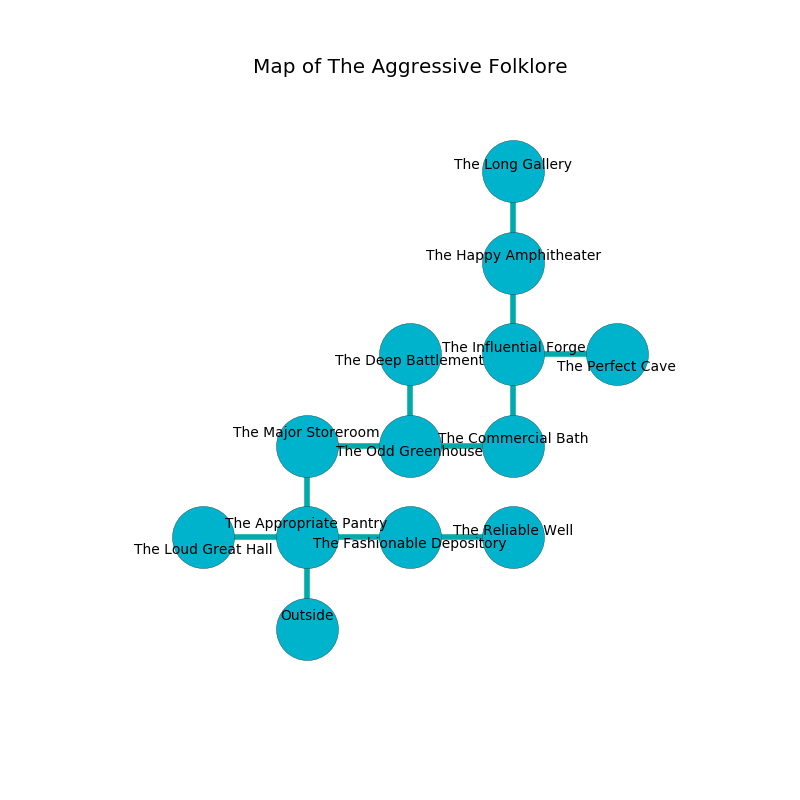 Map of The Aggressive Folklore
The Long Gallery
The Happy Amphitheater
The Influential Forge
The Deep Battlement
The Perfect Cave
The Major Storeroom
The Commercial Bath
The Odd Greenhouse
The Appropriate Pantry
The Reliable Well
The Fashionable Depository
The Loud Great Hall
Outside